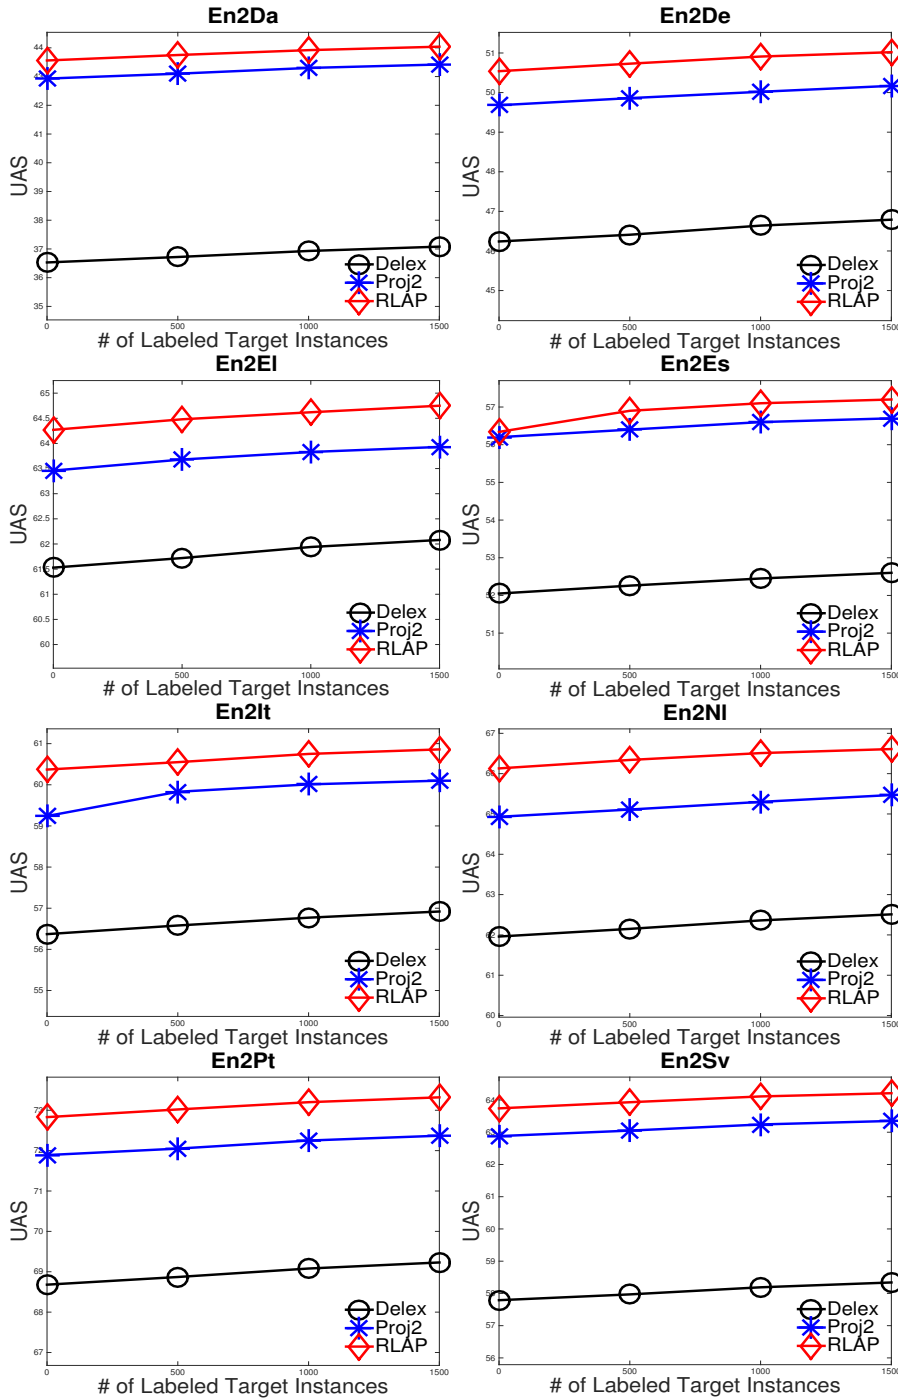 En2Da
44
43
42
41
40
39
38
37
36
35
UAS
Delex
Proj2
RLAP
0 500 1000 1500
# of Labeled Target Instances
En2De
51
50
49
48
47
46
45
UAS
Delex
Proj2
RLAP
0 500 1000 1500
# of Labeled Target Instances
En2El
65
64.5
64
63.5
63
62.5
62
61.5
61
60.5
60
UAS
Delex
Proj2
RLAP
0 500 1000 1500
# of Labeled Target Instances
En2Es
57
56
55
54
53
52
51
UAS
Delex
Proj2
RLAP
0 500 1000 1500
# of Labeled Target Instances
En2It
61
60
59
58
57
56
55
UAS
Delex
Proj2
RLAP
0 500 1000 1500
# of Labeled Target Instances
En2Nl
67
66
65
64
63
62
61
60
UAS
Delex
Proj2
RLAP
0 500 1000 1500
# of Labeled Target Instances
En2Pt
73
72
71
70
69
68
67
UAS
Delex
Proj2
RLAP
0 500 1000 1500
# of Labeled Target Instances
En2Sv
64
63
62
61
60
59
58
57
56
UAS
Delex
Proj2
RLAP
0 500 1000 1500
# of Labeled Target Instances